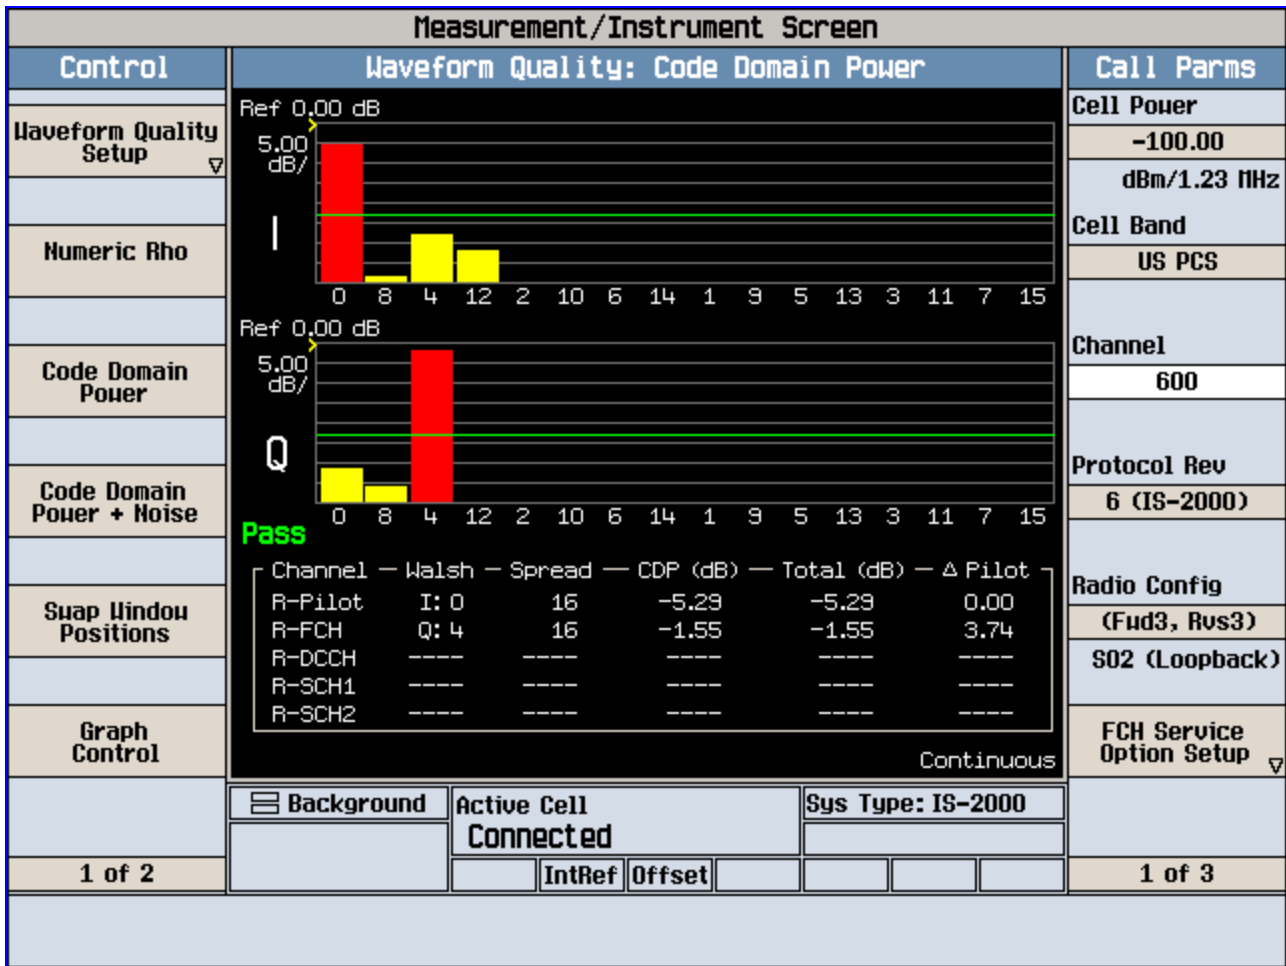 Measurement/Instrument Screen
Control
Waveform Quality Setup
Numeric Rho
Code Domain Power
Code Domain Power + Noise
Swap Window Positions
Graph Control
1 of 2
Waveform Quality: Code Domain Power
Ref 0.00 dB
5.00 dB/
I
0 8 4 12 2 10 6 14 1 9 5 13 3 11 7 15
Ref 0.00 dB
5.00 dB/
Q
0 8 4 12 2 10 6 14 1 9 5 13 3 11 7 15
Pass
Channel — Walsh — Spread — CDP (dB) — Total (dB) — Δ Pilot
R-Pilot I: 0 16 -5.29 -5.29 0.00
R-FCH Q: 4 16 -1.55 -1.55 3.74
R-DCCH ---- ---- ---- ---- ----
R-SCH1 ---- ---- ---- ---- ----
R-SCH2 ---- ---- ---- ---- ----
Continuous
Background
Active Cell
Connected
Sys Type: IS-2000
IntRef Offset
Call Parms
Cell Power
-100.00
dBm/1.23 MHz
Cell Band
US PCS
Channel
600
Protocol Rev
6 (IS-2000)
Radio Config
(Fwd3, Rvs3)
SO2 (Loopback)
FCH Service Option Setup
1 of 3